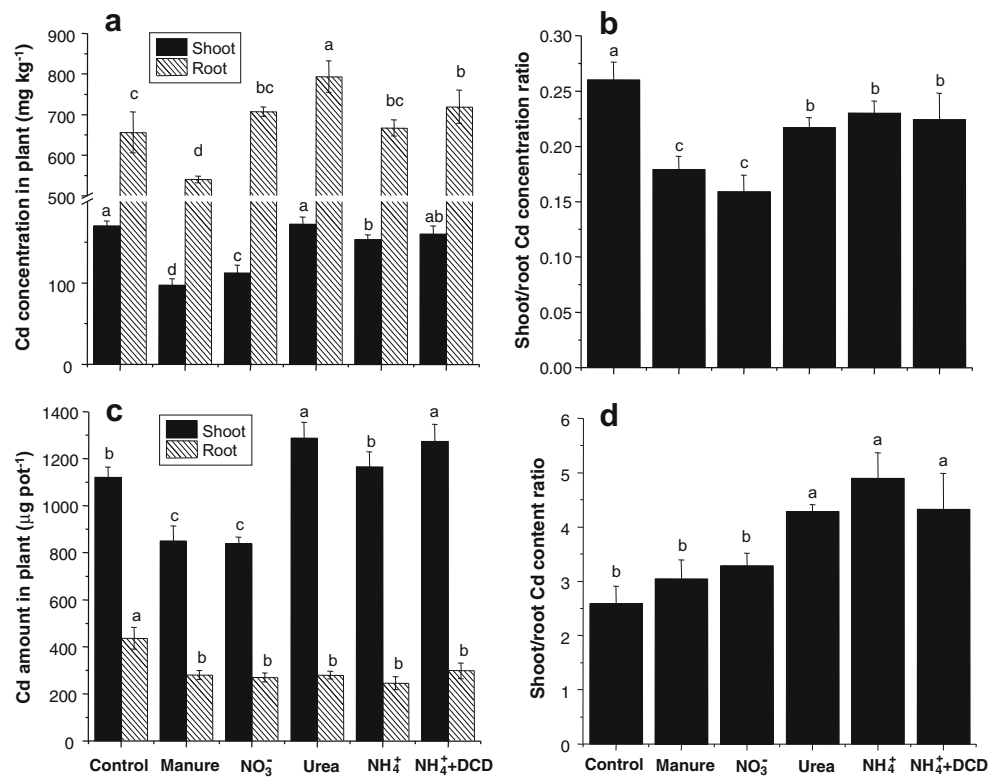 a
Cd concentration in plant (mg kg⁻¹)
900
800
700
600
500
100
0
Shoot
Root
a
c
d
d
c
bc
a
a
b
bc
ab
b
b
Shoot/root Cd concentration ratio
0.30
0.25
0.20
0.15
0.10
0.05
0.00
a
c
c
b
b
b
c
Cd amount in plant (µg pot⁻¹)
1400
1200
1000
800
600
400
200
0
Shoot
Root
b
a
c
b
c
b
a
b
b
b
a
b
Control Manure NO₃⁻ Urea NH₄⁺ NH₄⁺+DCD
d
Shoot/root Cd content ratio
6
5
4
3
2
1
0
b
b
b
a
a
a
Control Manure NO₃⁻ Urea NH₄⁺ NH₄⁺+DCD